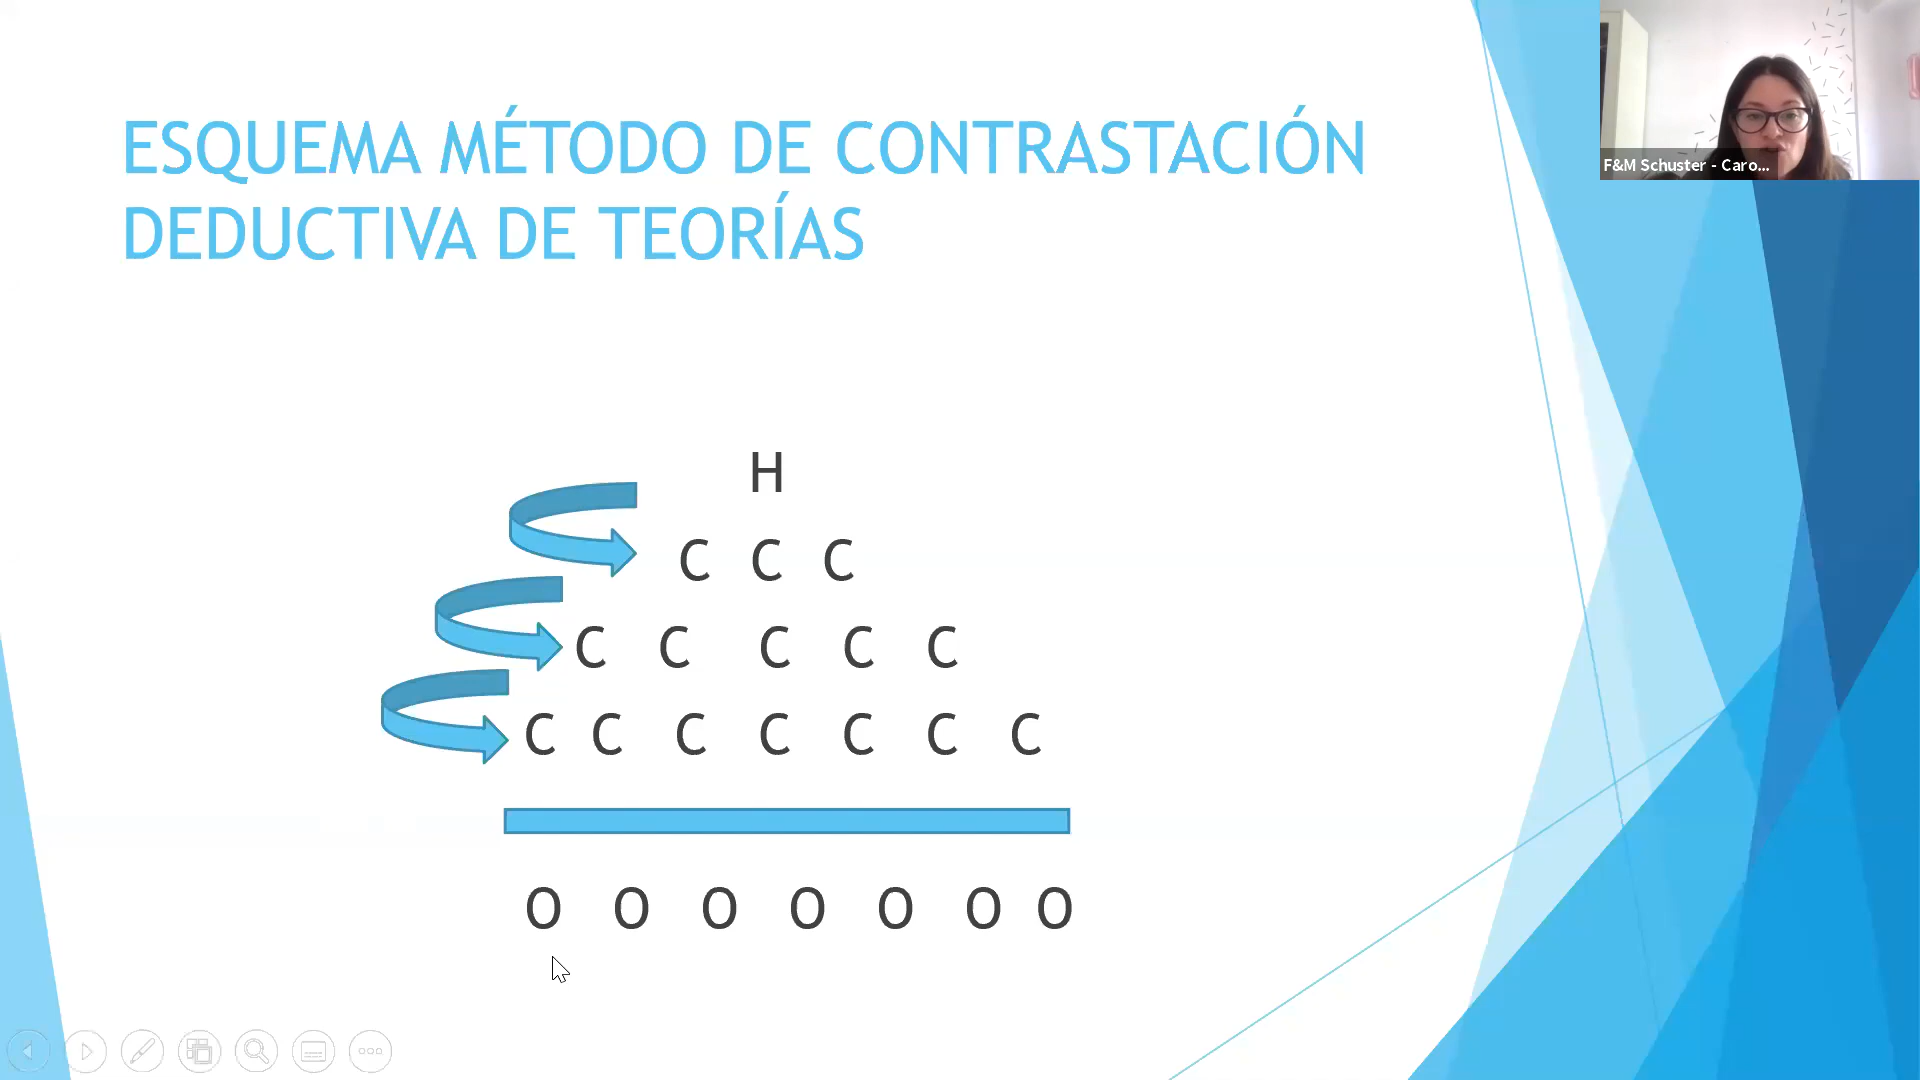 ESQUEMA MÉTODO DE CONTRASTACIÓN
DEDUCTIVA DE TEORÍAS
F&M Schuster - Caro...
H
C C C
C C C C C
C C C C C C C
O O O O O O O